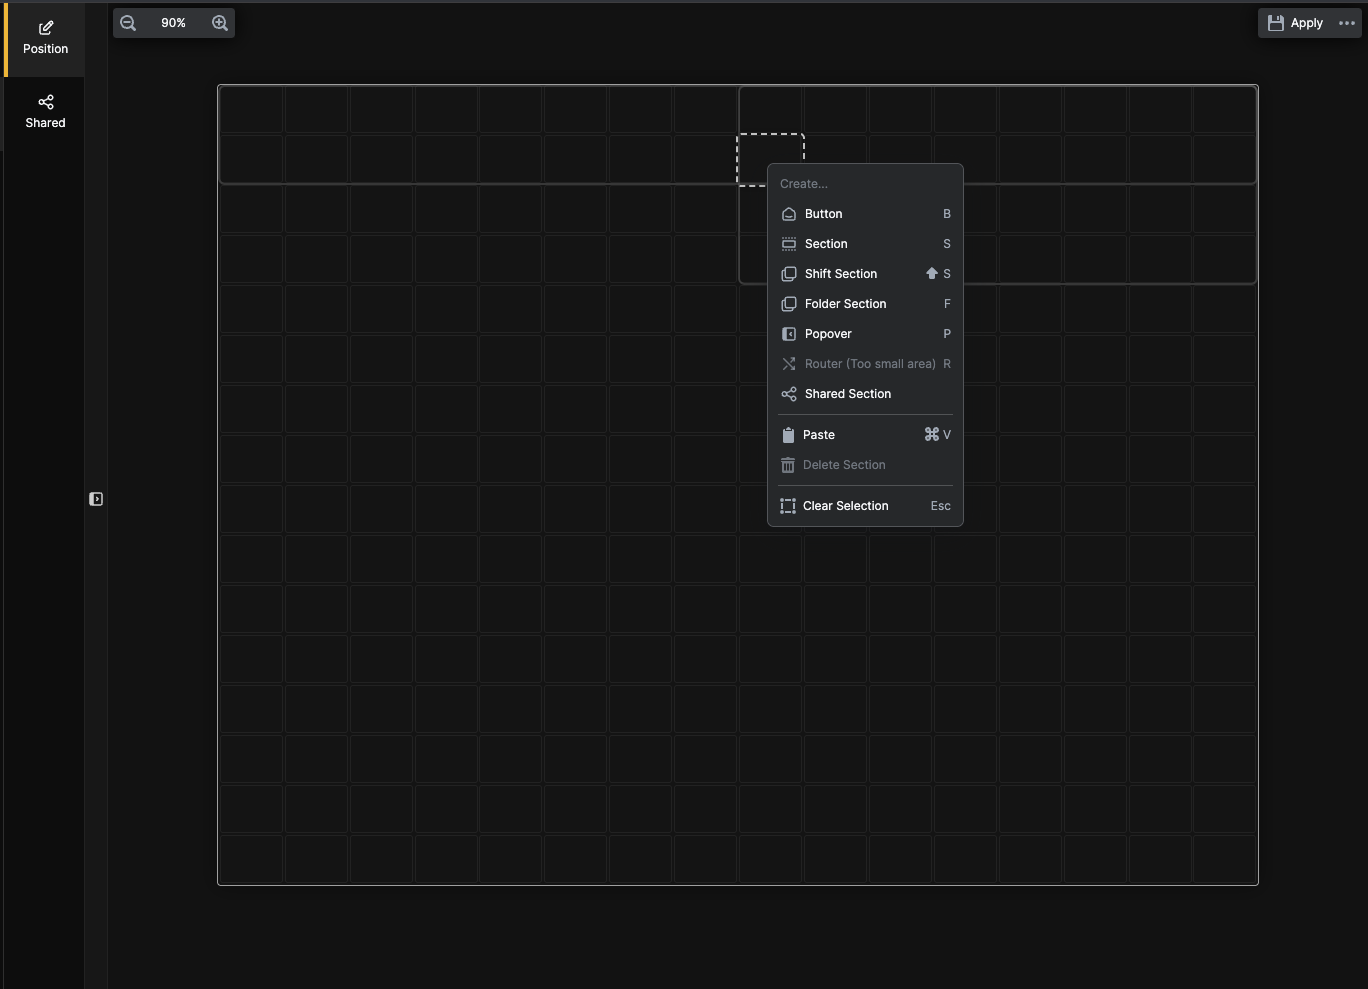 Position
Shared
90%
Apply
Create...
Button B
Section S
Shift Section S
Folder Section F
Popover P
Router (Too small area) R
Shared Section
Paste ⌘ V
Delete Section
Clear Selection Esc